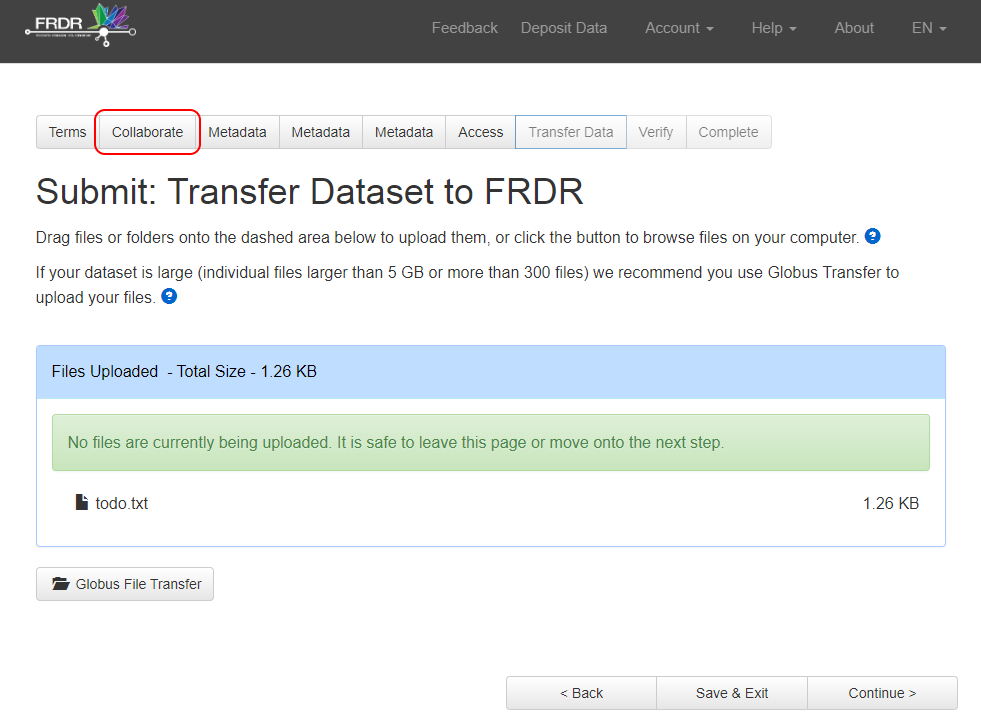 FRDR
Feedback Deposit Data Account Help About EN
Terms Collaborate Metadata Metadata Metadata Access Transfer Data Verify Complete
Submit: Transfer Dataset to FRDR
Drag files or folders onto the dashed area below to upload them, or click the button to browse files on your computer. ?
If your dataset is large (individual files larger than 5 GB or more than 300 files) we recommend you use Globus Transfer to
upload your files. ?
Files Uploaded - Total Size - 1.26 KB
No files are currently being uploaded. It is safe to leave this page or move onto the next step.
todo.txt 1.26 KB
Globus File Transfer
< Back Save & Exit Continue >